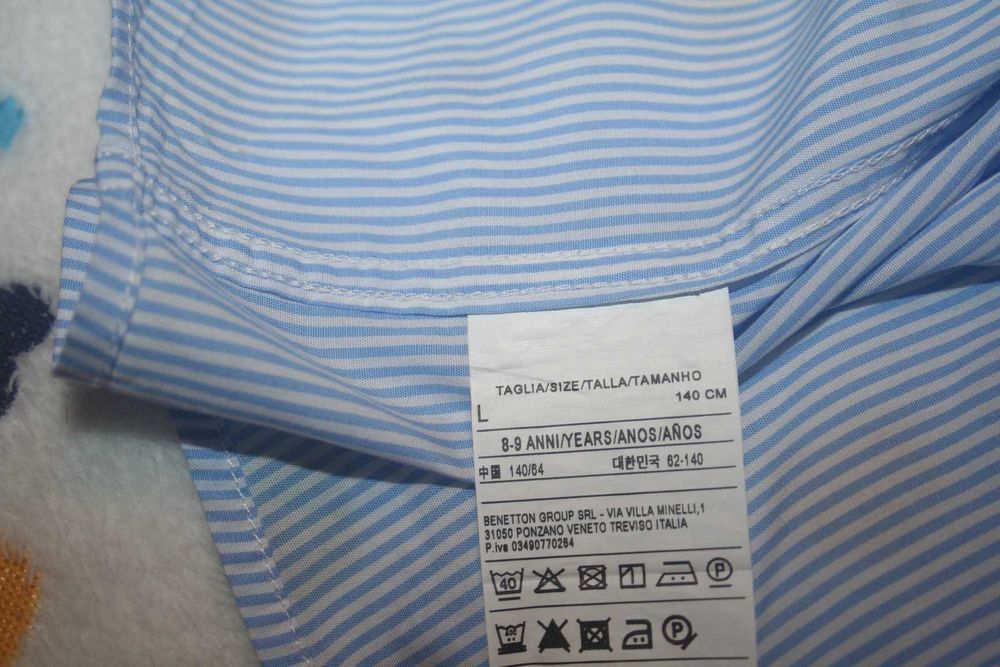 TAGLIA/SIZE/TALLA/TAMANHO
140 CM
L
8-9 ANNI/YEARS/ANOS/AÑOS
中国 140/64 대한민국 62-140
BENETTON GROUP SRL - VIA VILLA MINELLI,1
31050 PONZANO VENETO TREVISO ITALIA
P.iva 03490770264
40
P
P